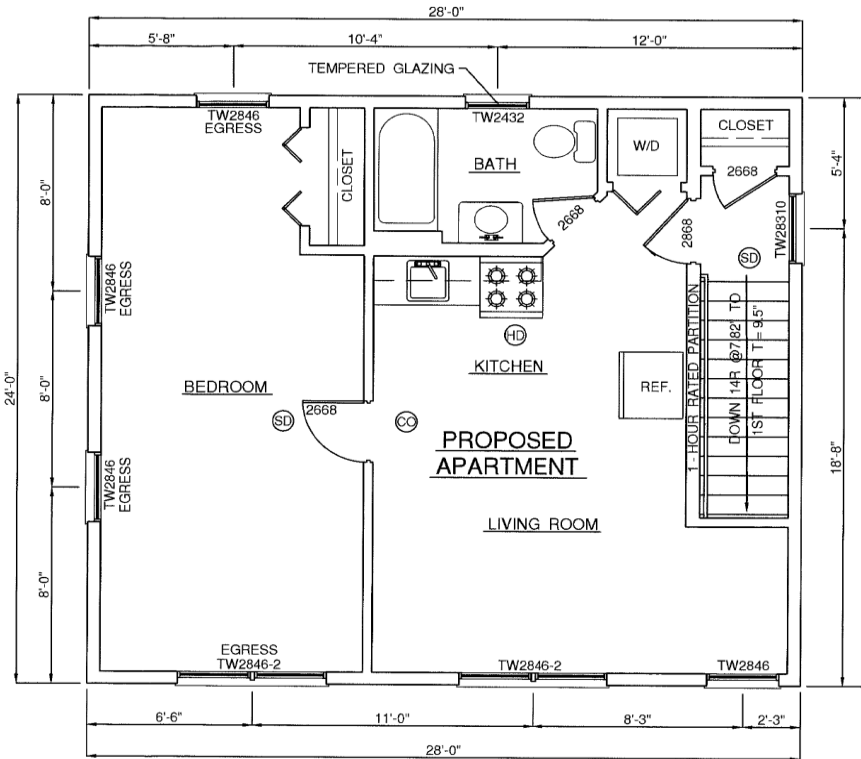 28'-0"
5'-8"
10'-4"
12'-0"
TEMPERED GLAZING
TW2846
EGRESS
TW2432
CLOSET
BATH
W/D
CLOSET
2668
2668
2868
TW28310
SD
5'-4"
8'-0"
TW2846
EGRESS
HD
KITCHEN
REF.
1-HOUR RATED PARTITION
DOWN 14R @7.82" TO
1ST FLOOR T = 9.5"
24'-0"
8'-0"
BEDROOM
2668
SD
CO
PROPOSED
APARTMENT
18'-8"
TW2846
EGRESS
LIVING ROOM
8'-0"
EGRESS
TW2846-2
TW2846-2
TW2846
6'-6"
11'-0"
8'-3"
2'-3"
28'-0"